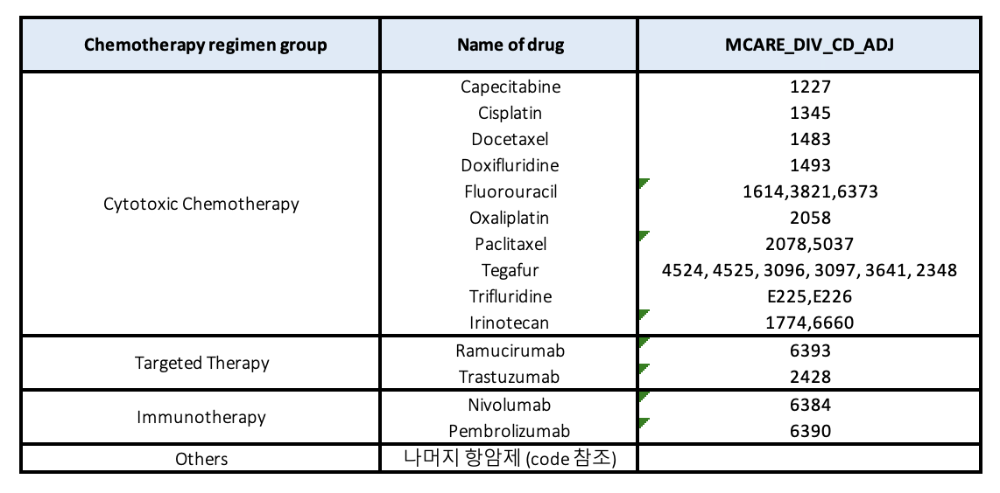 Chemotherapy regimen group Name of drug MCARE_DIV_CD_ADJ
Capecitabine 1227
Cisplatin 1345
Docetaxel 1483
Doxifluridine 1493
Fluorouracil 1614,3821,6373
Cytotoxic Chemotherapy
Oxaliplatin 2058
Paclitaxel 2078,5037
Tegafur 4524, 4525, 3096, 3097, 3641, 2348
Trifluridine E225,E226
Irinotecan 1774,6660
Ramucirumab 6393
Targeted Therapy
Trastuzumab 2428
Nivolumab 6384
Immunotherapy
Pembrolizumab 6390
Others 나머지 항암제 (code 참조)